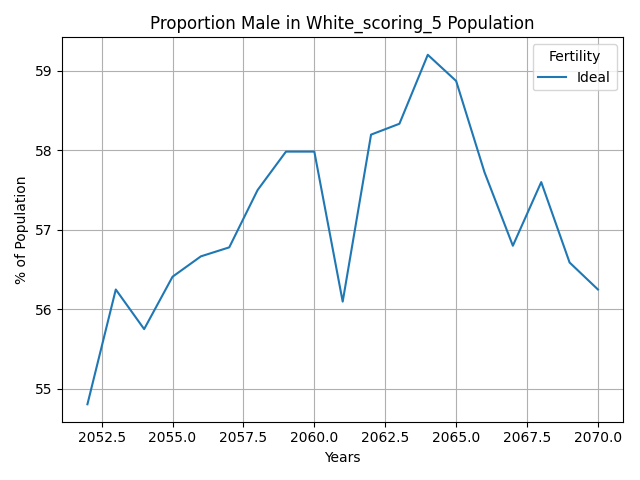 Proportion Male in White_scoring_5 Population
Fertility
Ideal
59
58
57
56
55
% of Population
2052.5 2055.0 2057.5 2060.0 2062.5 2065.0 2067.5 2070.0
Years